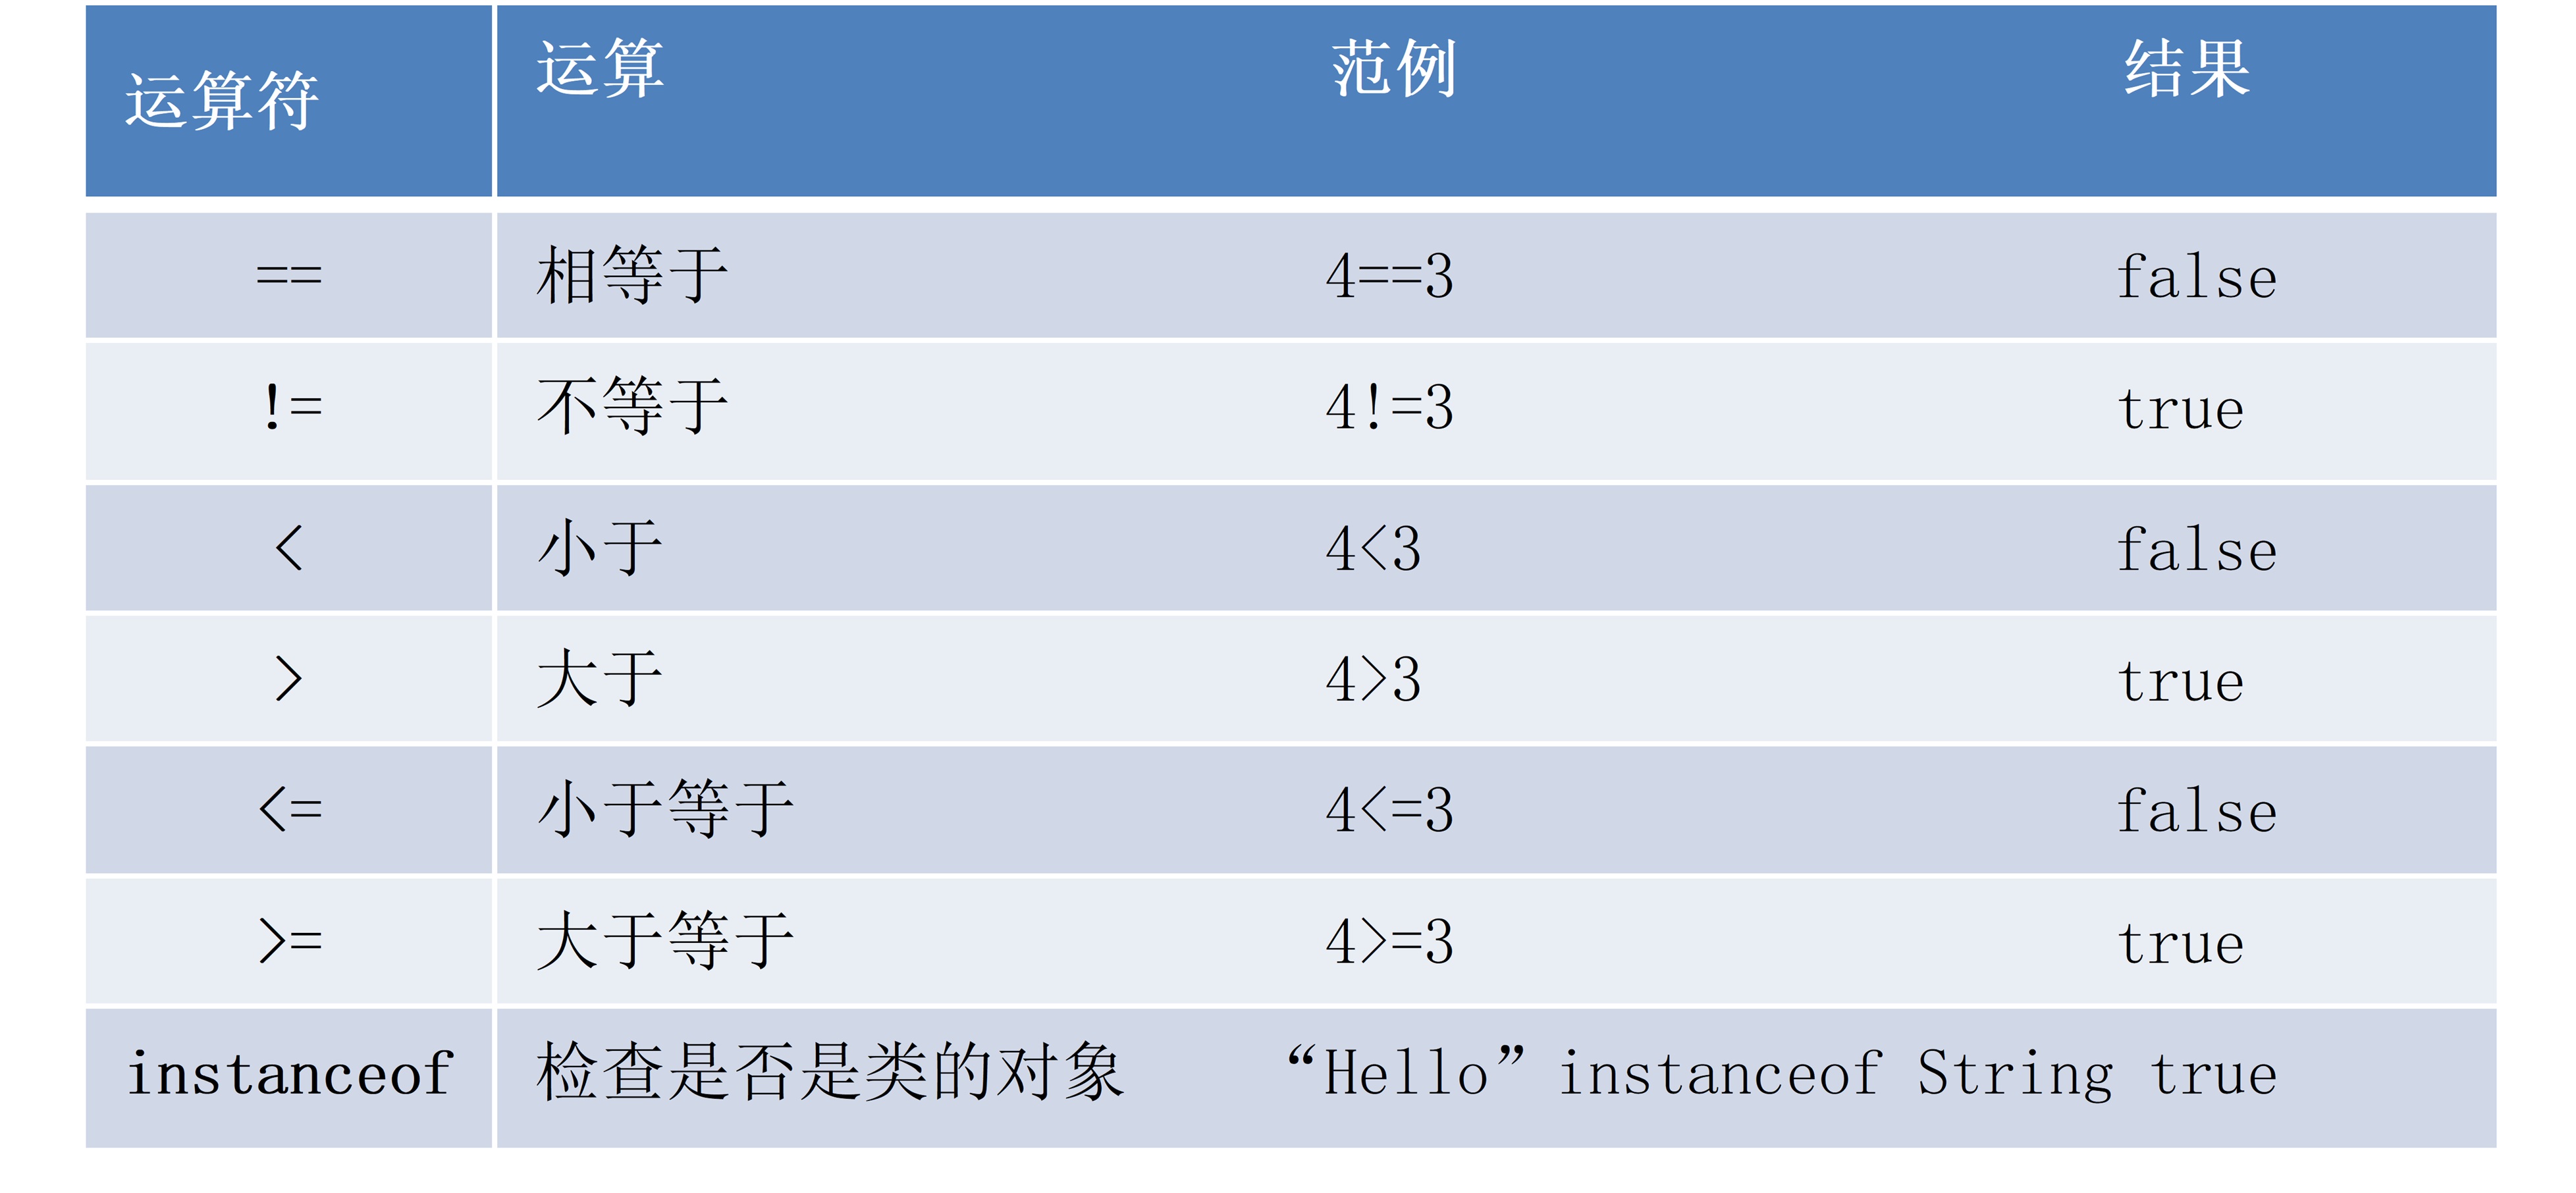 运算符 运算 范例 结果
== 相等于 4==3 false
!= 不等于 4!=3 true
< 小于 4<3 false
> 大于 4>3 true
<= 小于等于 4<=3 false
>= 大于等于 4>=3 true
instanceof 检查是否是类的对象 “Hello” instanceof String true